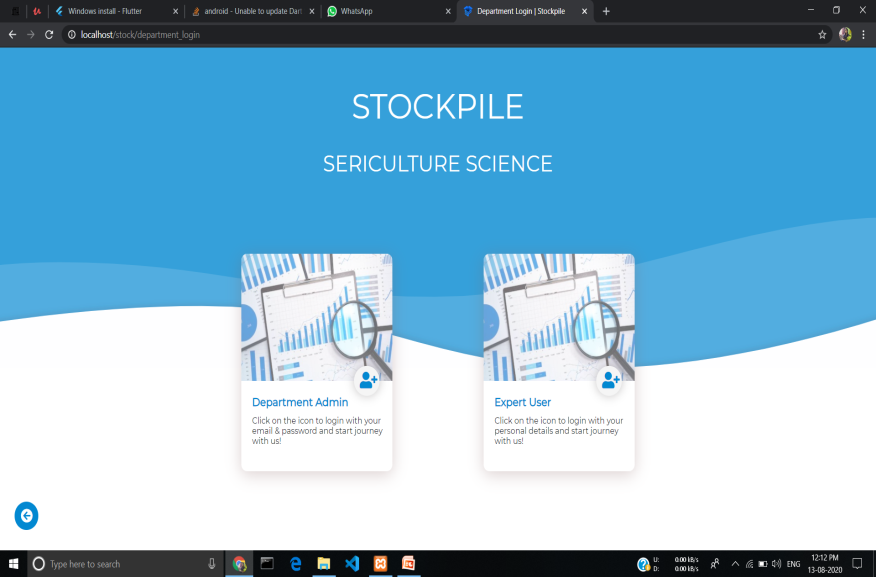 Windows install - Flutter
android - Unable to update Dart
WhatsApp
Department Login | Stockpile
localhost/stock/department_login
STOCKPILE
SERICULTURE SCIENCE
Department Admin
Click on the icon to login with your
email & password and start journey
with us!
Expert User
Click on the icon to login with your
personal details and start journey
with us!
Type here to search
U: 0.00 kB/s
D: 0.00 kB/s
ENG
12:12 PM
13-08-2020